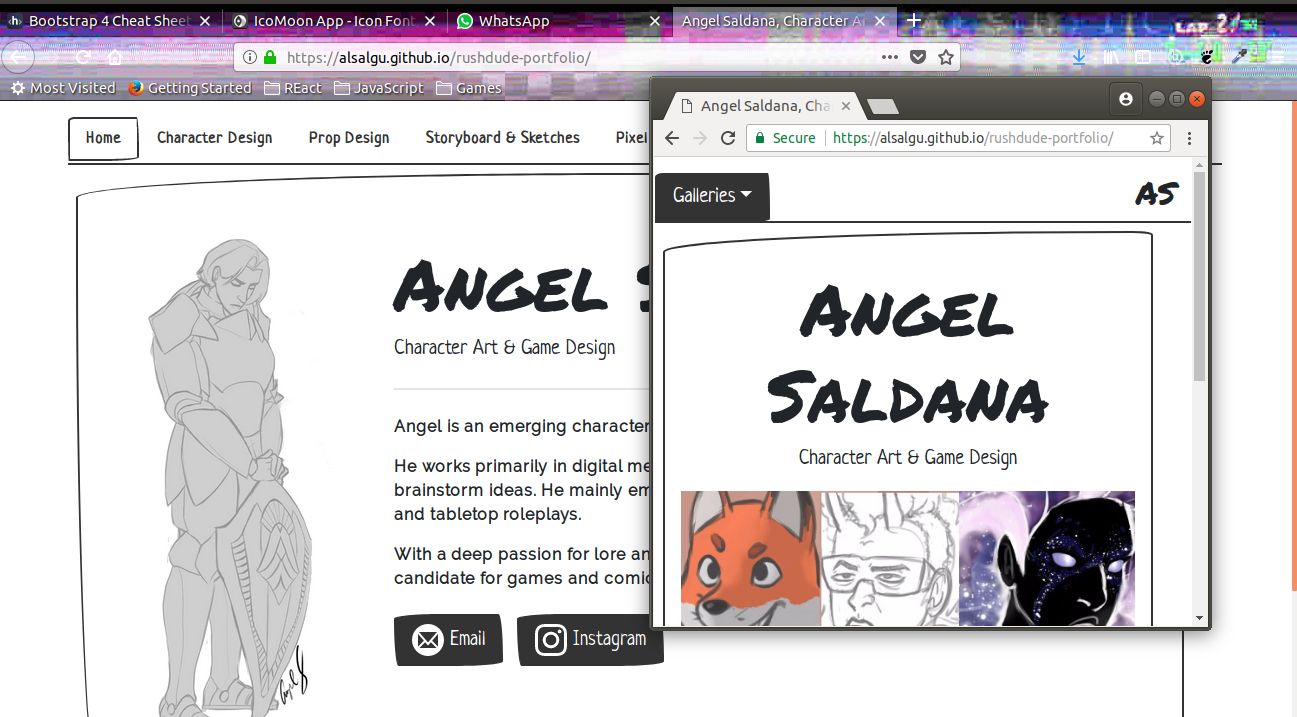 Bootstrap 4 Cheat Sheet
IcoMoon App - Icon Font
WhatsApp
Angel Saldana, Character A
https://alsalgu.github.io/rushdude-portfolio/
Most Visited
Getting Started
REact
JavaScript
Games
Home
Character Design
Prop Design
Storyboard & Sketches
Pixel
Angel S
Character Art & Game Design
Angel is an emerging character
He works primarily in digital me
brainstorm ideas. He mainly em
and tabletop roleplays.
With a deep passion for lore an
candidate for games and comic
Email
Instagram
Angel Saldana, Cha
Secure
https://alsalgu.github.io/rushdude-portfolio/
Galleries
AS
Angel
Saldana
Character Art & Game Design